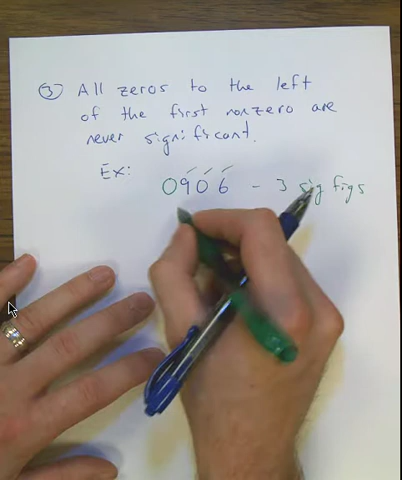 ③ All zeros to the left
of the first nonzero are
never significant.
Ex:
0906 - 3 sig figs